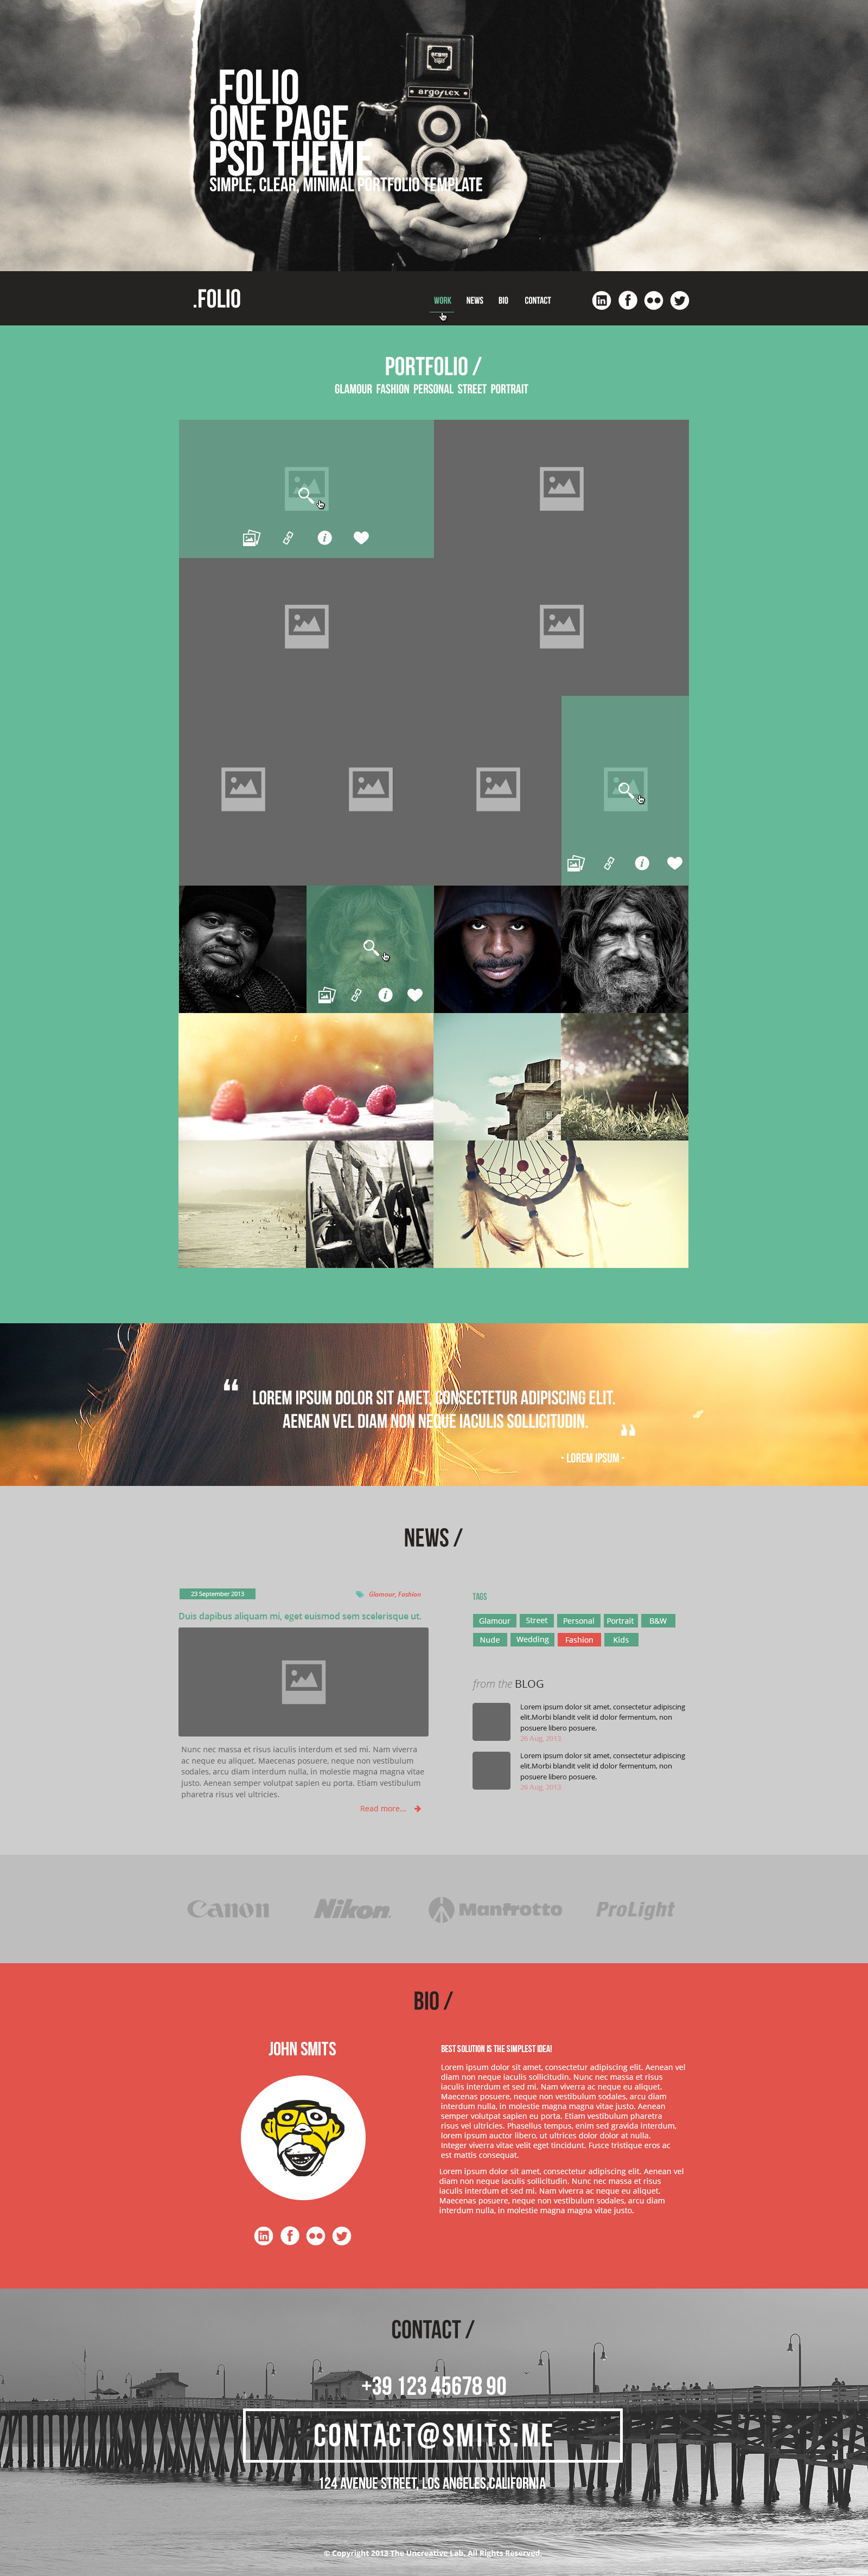 argus
argoflex
.FOLIO
ONE PAGE
PSD THEME
SIMPLE, CLEAR, MINIMAL PORTFOLIO TEMPLATE
.FOLIO
WORK NEWS BIO CONTACT
PORTFOLIO /
GLAMOUR FASHION PERSONAL STREET PORTRAIT
“ LOREM IPSUM DOLOR SIT AMET, CONSECTETUR ADIPISCING ELIT.
AENEAN VEL DIAM NON NEQUE IACULIS SOLLICITUDIN. ”
- LOREM IPSUM -
NEWS /
23 September 2013 Glamour, Fashion
Duis dapibus aliquam mi, eget euismod sem scelerisque ut.
Nunc nec massa et risus iaculis interdum et sed mi. Nam viverra
ac neque eu aliquet. Maecenas posuere, neque non vestibulum
sodales, arcu diam interdum nulla, in molestie magna magna vitae
justo. Aenean semper volutpat sapien eu porta. Etiam vestibulum
pharetra risus vel ultricies.
Read more...
TAGS
Glamour Street Personal Portrait B&W
Nude Wedding Fashion Kids
from the BLOG
Lorem ipsum dolor sit amet, consectetur adipiscing
elit.Morbi blandit velit id dolor fermentum, non
posuere libero posuere.
26 Aug, 2013
Lorem ipsum dolor sit amet, consectetur adipiscing
elit.Morbi blandit velit id dolor fermentum, non
posuere libero posuere.
26 Aug, 2013
Canon Nikon Manfrotto ProLight
BIO /
JOHN SMITS
BEST SOLUTION IS THE SIMPLEST IDEA!
Lorem ipsum dolor sit amet, consectetur adipiscing elit. Aenean vel
diam non neque iaculis sollicitudin. Nunc nec massa et risus
iaculis interdum et sed mi. Nam viverra ac neque eu aliquet.
Maecenas posuere, neque non vestibulum sodales, arcu diam
interdum nulla, in molestie magna magna vitae justo. Aenean
semper volutpat sapien eu porta. Etiam vestibulum pharetra
risus vel ultricies. Phasellus tempus, enim sed gravida interdum,
lorem ipsum auctor libero, ut ultrices dolor dolor at nulla.
Integer viverra vitae velit eget tincidunt. Fusce tristique eros ac
est mattis consequat.
Lorem ipsum dolor sit amet, consectetur adipiscing elit. Aenean vel
diam non neque iaculis sollicitudin. Nunc nec massa et risus
iaculis interdum et sed mi. Nam viverra ac neque eu aliquet.
Maecenas posuere, neque non vestibulum sodales, arcu diam
interdum nulla, in molestie magna magna vitae justo.
CONTACT /
+39 123 45678 90
CONTACT@SMITS.ME
124 AVENUE STREET, LOS ANGELES,CALIFORNIA
© Copyright 2013 The Uncreative Lab. All Rights Reserved.